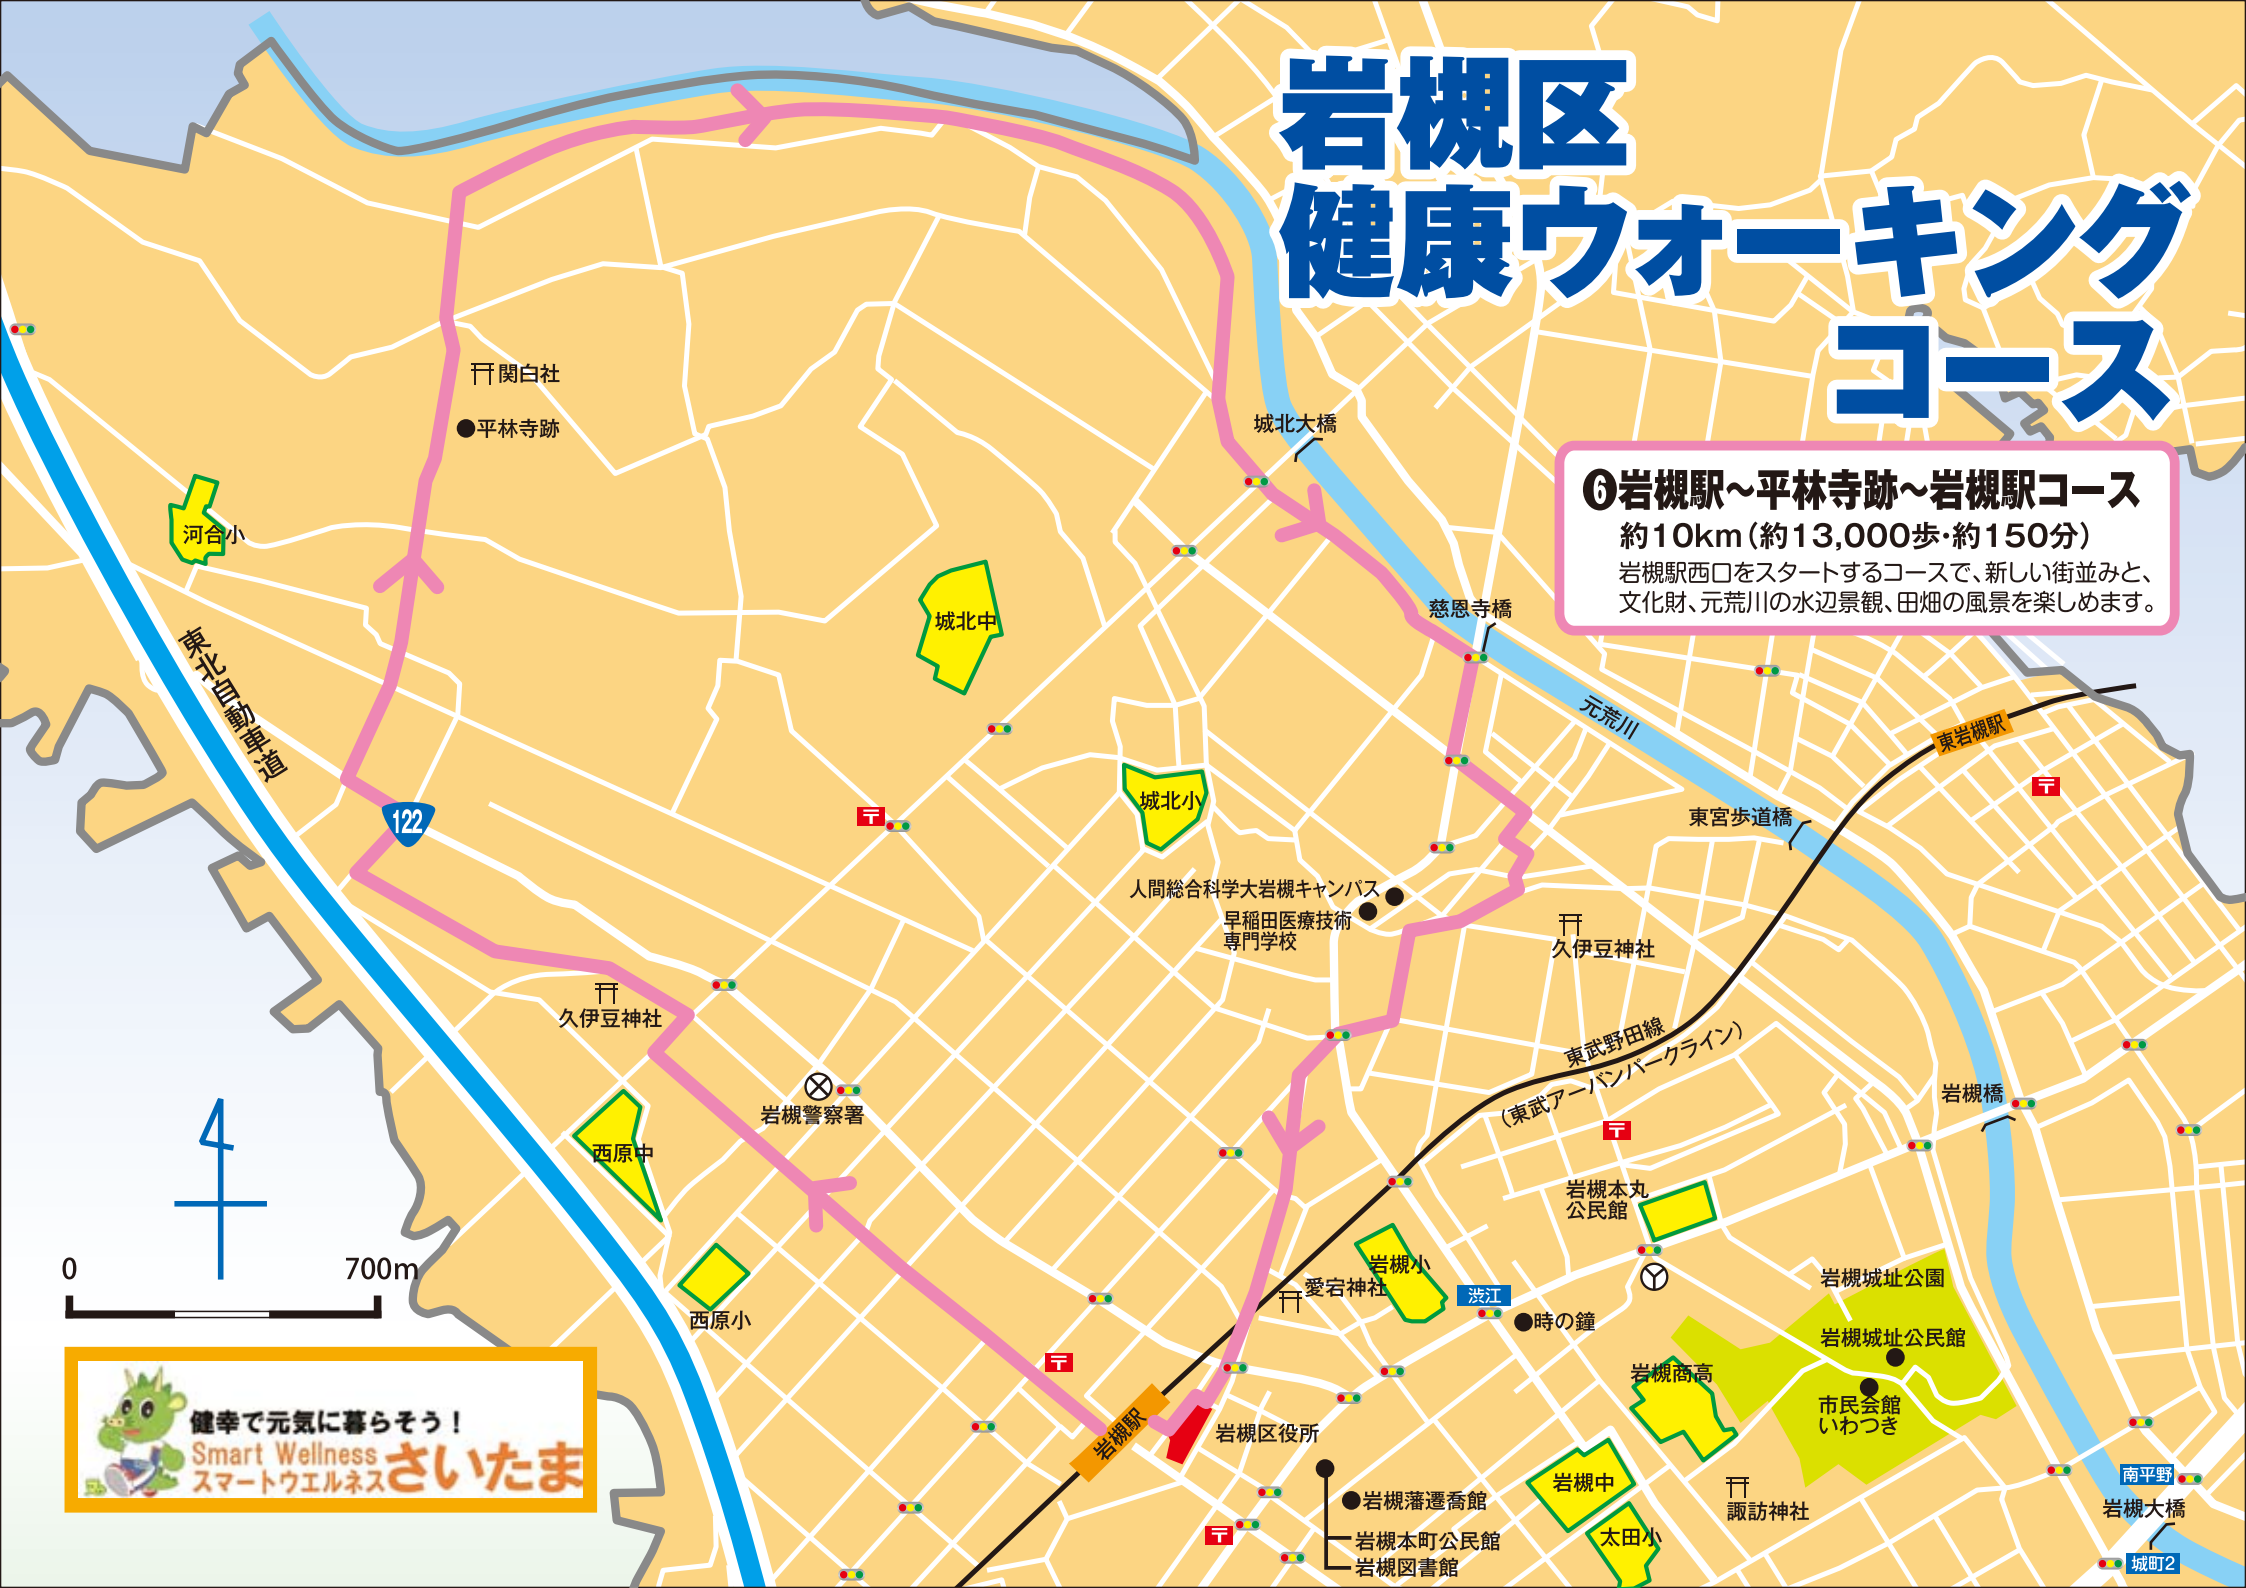 岩槻区
健康ウォーキング
コース
❻岩槻駅～平林寺跡～岩槻駅コース
約10km（約13,000歩・約150分）
岩槻駅西口をスタートするコースで、新しい街並みと、
文化財、元荒川の水辺景観、田畑の風景を楽しめます。
関白社
平林寺跡
城北大橋
河合小
城北中
慈恩寺橋
東北自動車道
元荒川
東岩槻駅
122
城北小
東宮歩道橋
人間総合科学大岩槻キャンパス
早稲田医療技術
専門学校
久伊豆神社
久伊豆神社
東武野田線
（東武アーバンパークライン）
岩槻警察署
岩槻橋
西原中
岩槻本丸
公民館
岩槻小
愛宕神社
渋江
時の鐘
岩槻城址公園
岩槻城址公民館
西原小
0
700m
岩槻商高
市民会館
いわつき
岩槻駅
岩槻区役所
岩槻中
太田小
諏訪神社
南平野
岩槻大橋
城町2
岩槻藩遷喬館
岩槻本町公民館
岩槻図書館
健幸で元気に暮らそう！
Smart Wellness
スマートウエルネスさいたま